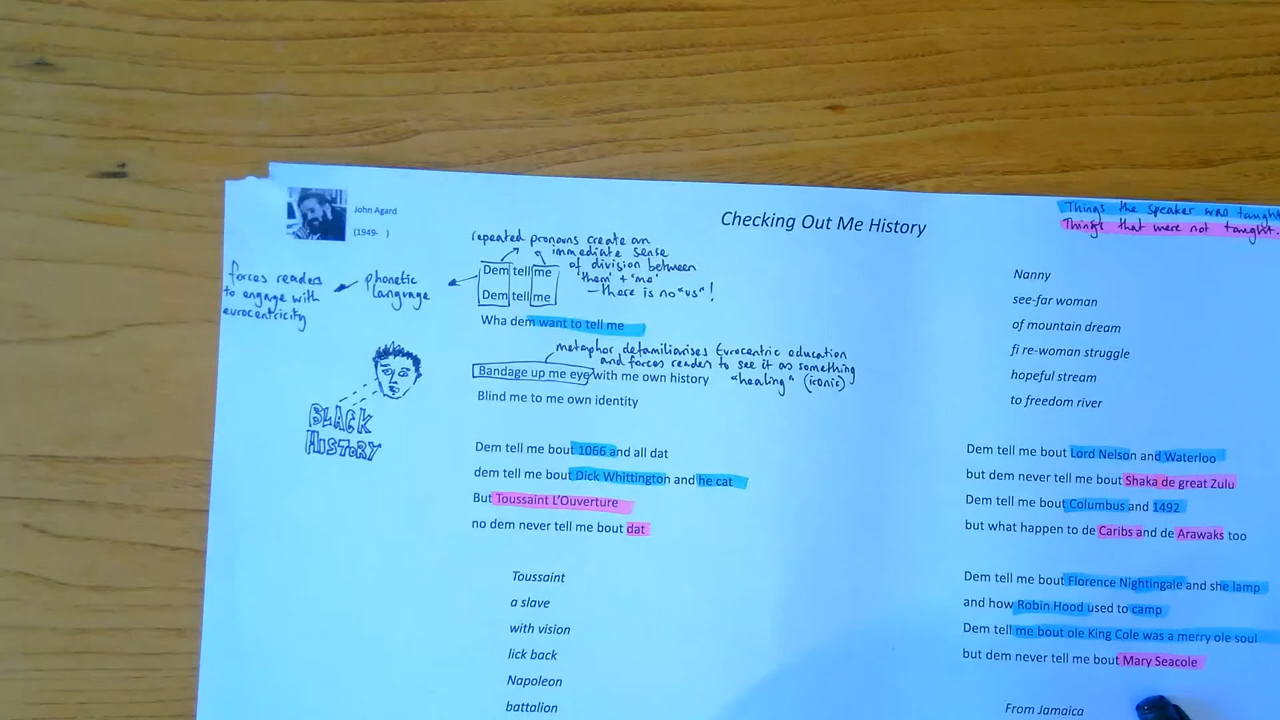 John Agard
(1949-   )
Checking Out Me History
Things the speaker was taught
Things that were not taught.
repeated pronouns create an
immediate sense
of division between
"them" + "me"
— there is no "us" !
forces readers
to engage with
eurocentricity
phonetic
language
Dem tell me
Dem tell me
Wha dem want to tell me
metaphor defamiliarises Eurocentric education
and forces readers to see it as something
"healing" (iconic)
Bandage up me eye with me own history
Blind me to me own identity
BLACK
HISTORY
Dem tell me bout 1066 and all dat
dem tell me bout Dick Whittington and he cat
But Toussaint L'Ouverture
no dem never tell me bout dat
Toussaint
a slave
with vision
lick back
Napoleon
battalion
Nanny
see-far woman
of mountain dream
fi re-woman struggle
hopeful stream
to freedom river
Dem tell me bout Lord Nelson and Waterloo
but dem never tell me bout Shaka de great Zulu
Dem tell me bout Columbus and 1492
but what happen to de Caribs and de Arawaks too
Dem tell me bout Florence Nightingale and she lamp
and how Robin Hood used to camp
Dem tell me bout ole King Cole was a merry ole soul
but dem never tell me bout Mary Seacole
From Jamaica